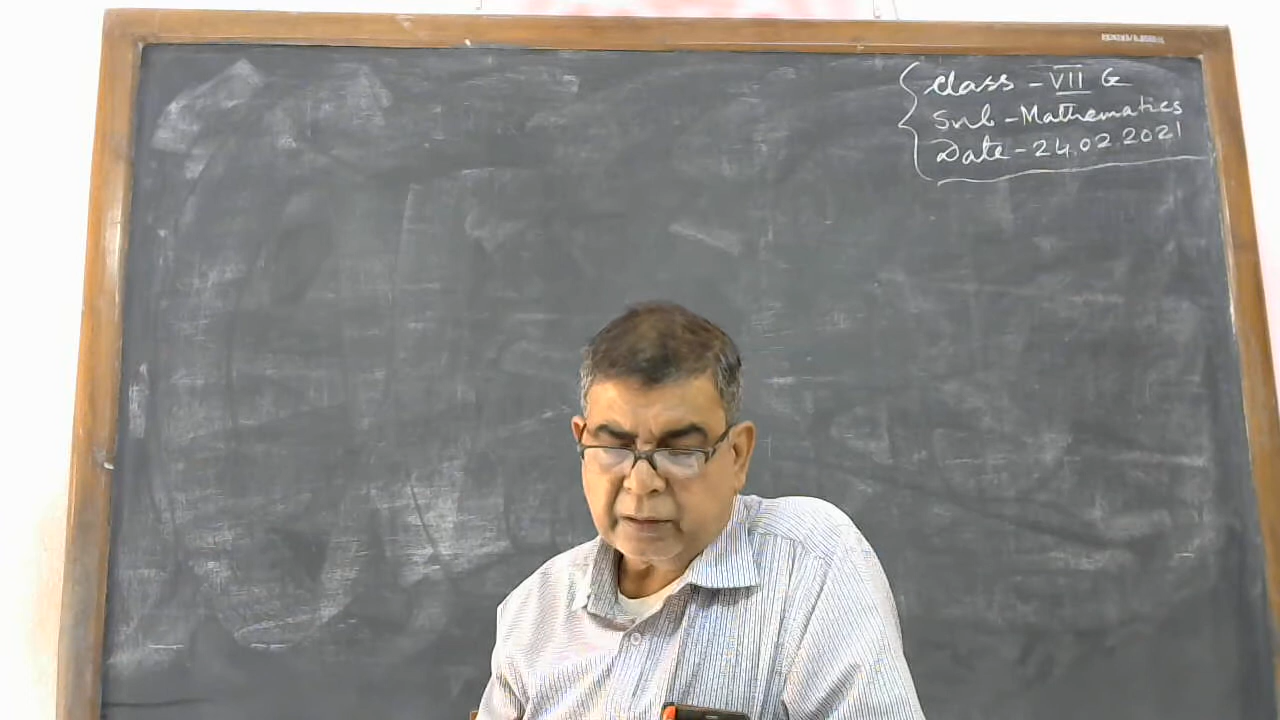 Class - VII G
Sub - Mathematics
Date - 24.02.2021